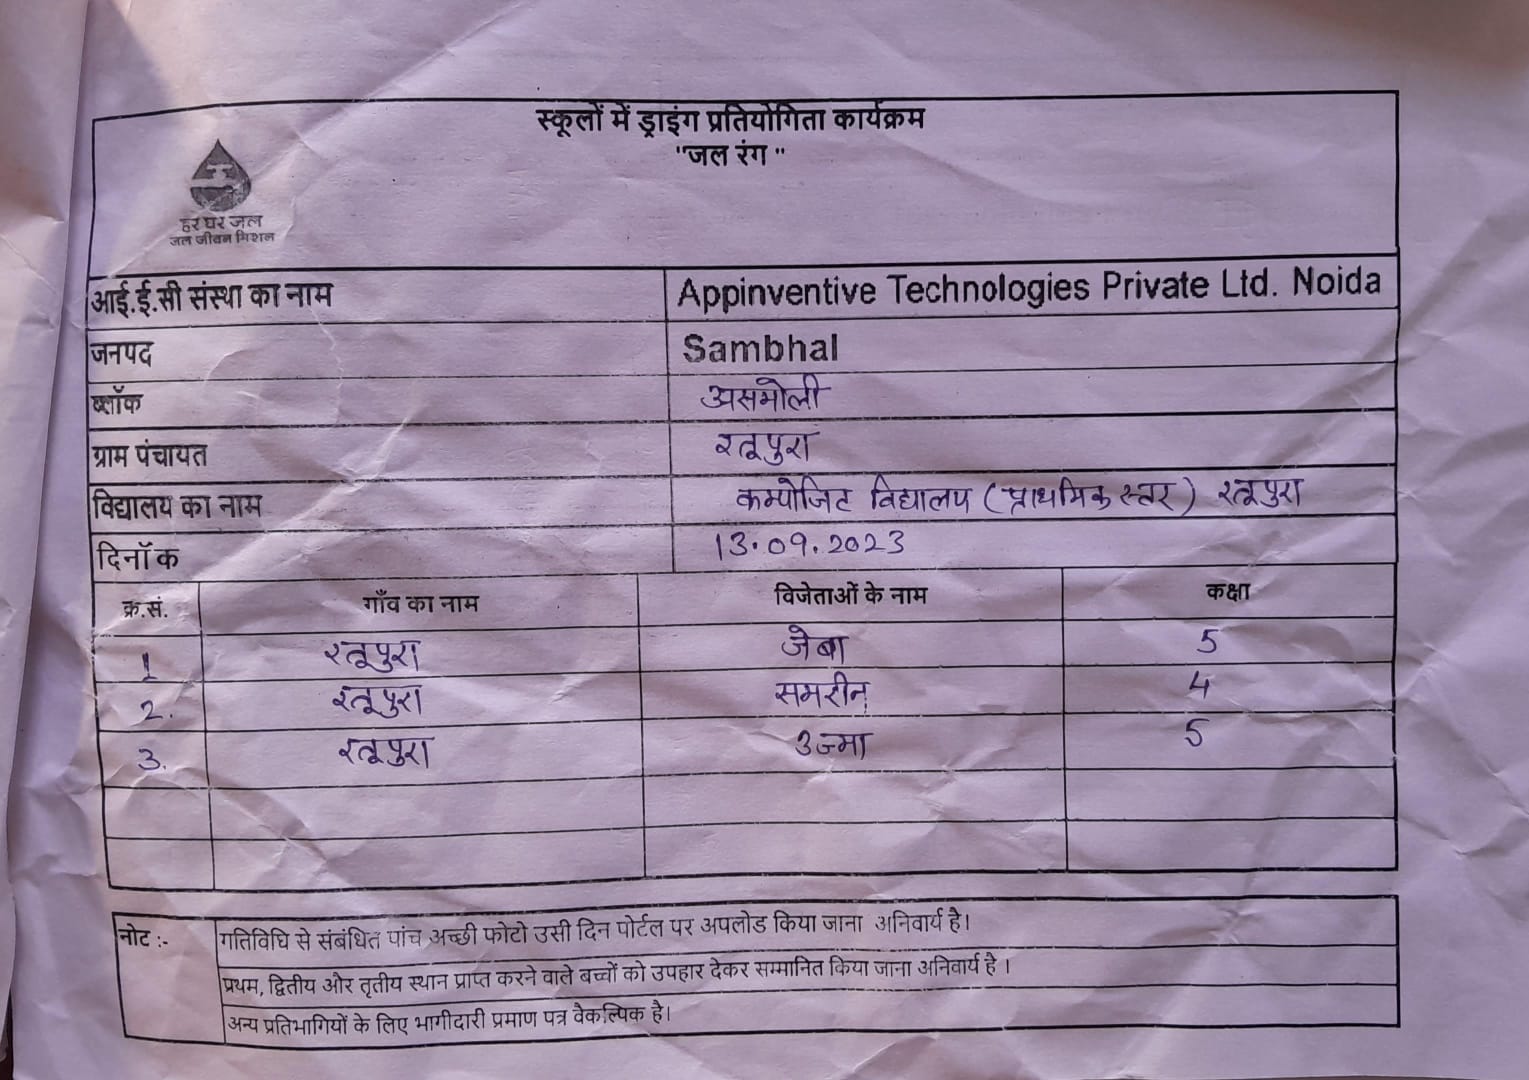 स्कूलों में ड्राइंग प्रतियोगिता कार्यक्रम
"जल रंग "
हर घर जल
जल जीवन मिशन
आई.ई.सी संस्था का नाम Appinventive Technologies Private Ltd. Noida
जनपद Sambhal
ब्लॉक असमोली
ग्राम पंचायत रतूपुरा
विद्यालय का नाम कम्पोजिट विद्यालय (प्राथमिक स्तर) रतूपुरा
दिनॉक 13.09.2023
क्र.सं. गाँव का नाम विजेताओं के नाम कक्षा
1 रतूपुरा जेबा 5
2. रतूपुरा समरीन 4
3. रतूपुरा उज्मा 5
नोट :- गतिविधि से संबंधित पांच अच्छी फोटो उसी दिन पोर्टल पर अपलोड किया जाना अनिवार्य है।
प्रथम, द्वितीय और तृतीय स्थान प्राप्त करने वाले बच्चों को उपहार देकर सम्मानित किया जाना अनिवार्य है ।
अन्य प्रतिभागियों के लिए भागीदारी प्रमाण पत्र वैकल्पिक है।